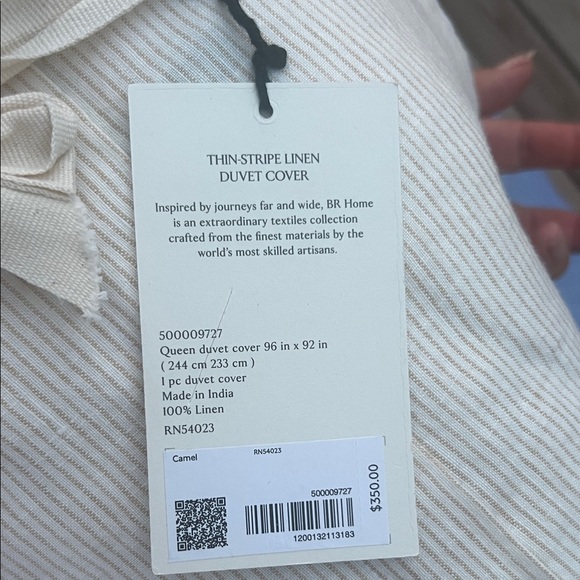 THIN-STRIPE LINEN
DUVET COVER
Inspired by journeys far and wide, BR Home
is an extraordinary textiles collection
crafted from the finest materials by the
world's most skilled artisans.
500009727
Queen duvet cover 96 in x 92 in
( 244 cm 233 cm )
1 pc duvet cover
Made in India
100% Linen
RN54023
Camel
RN54023
500009727
1200132113183
$350.00